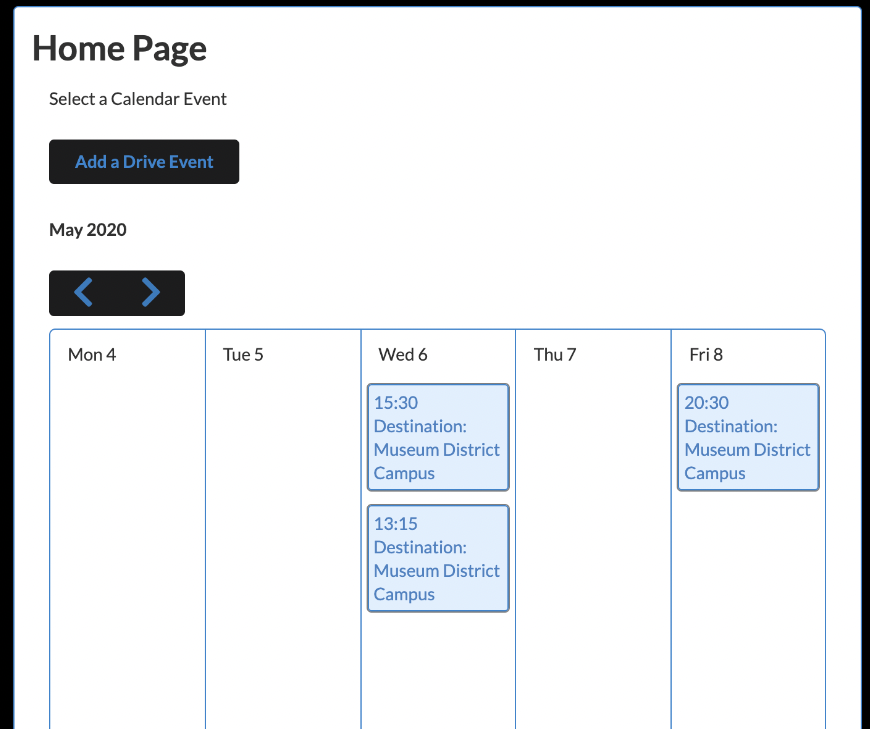 Home Page
Select a Calendar Event
Add a Drive Event
May 2020
Mon 4
Tue 5
Wed 6
15:30
Destination:
Museum District
Campus
13:15
Destination:
Museum District
Campus
Thu 7
Fri 8
20:30
Destination:
Museum District
Campus